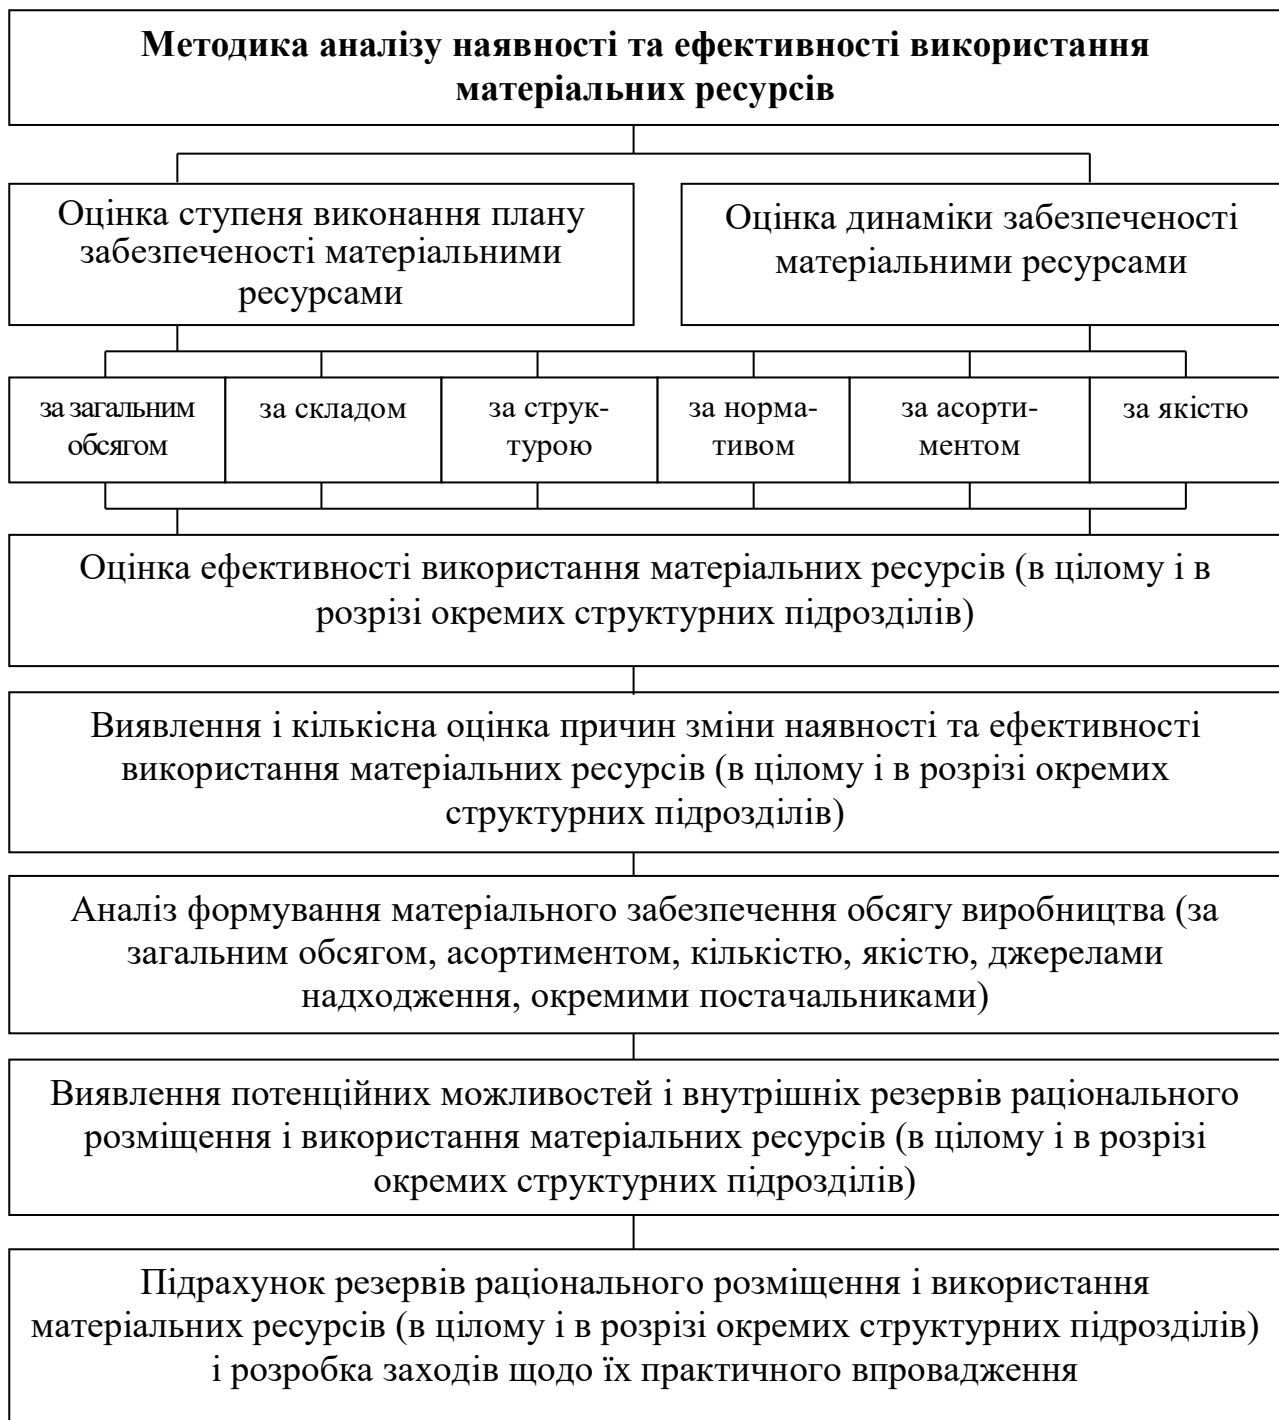 Методика аналізу наявності та ефективності використання
матеріальних ресурсів
Оцінка ступеня виконання плану
забезпеченості матеріальними
ресурсами
Оцінка динаміки забезпеченості
матеріальними ресурсами
за загальним
обсягом
за складом
за струк-
турою
за норма-
тивом
за асорти-
ментом
за якістю
Оцінка ефективності використання матеріальних ресурсів (в цілому і в
розрізі окремих структурних підрозділів)
Виявлення і кількісна оцінка причин зміни наявності та ефективності
використання матеріальних ресурсів (в цілому і в розрізі окремих
структурних підрозділів)
Аналіз формування матеріального забезпечення обсягу виробництва (за
загальним обсягом, асортиментом, кількістю, якістю, джерелами
надходження, окремими постачальниками)
Виявлення потенційних можливостей і внутрішніх резервів раціонального
розміщення і використання матеріальних ресурсів (в цілому і в розрізі
окремих структурних підрозділів)
Підрахунок резервів раціонального розміщення і використання
матеріальних ресурсів (в цілому і в розрізі окремих структурних підрозділів)
і розробка заходів щодо їх практичного впровадження